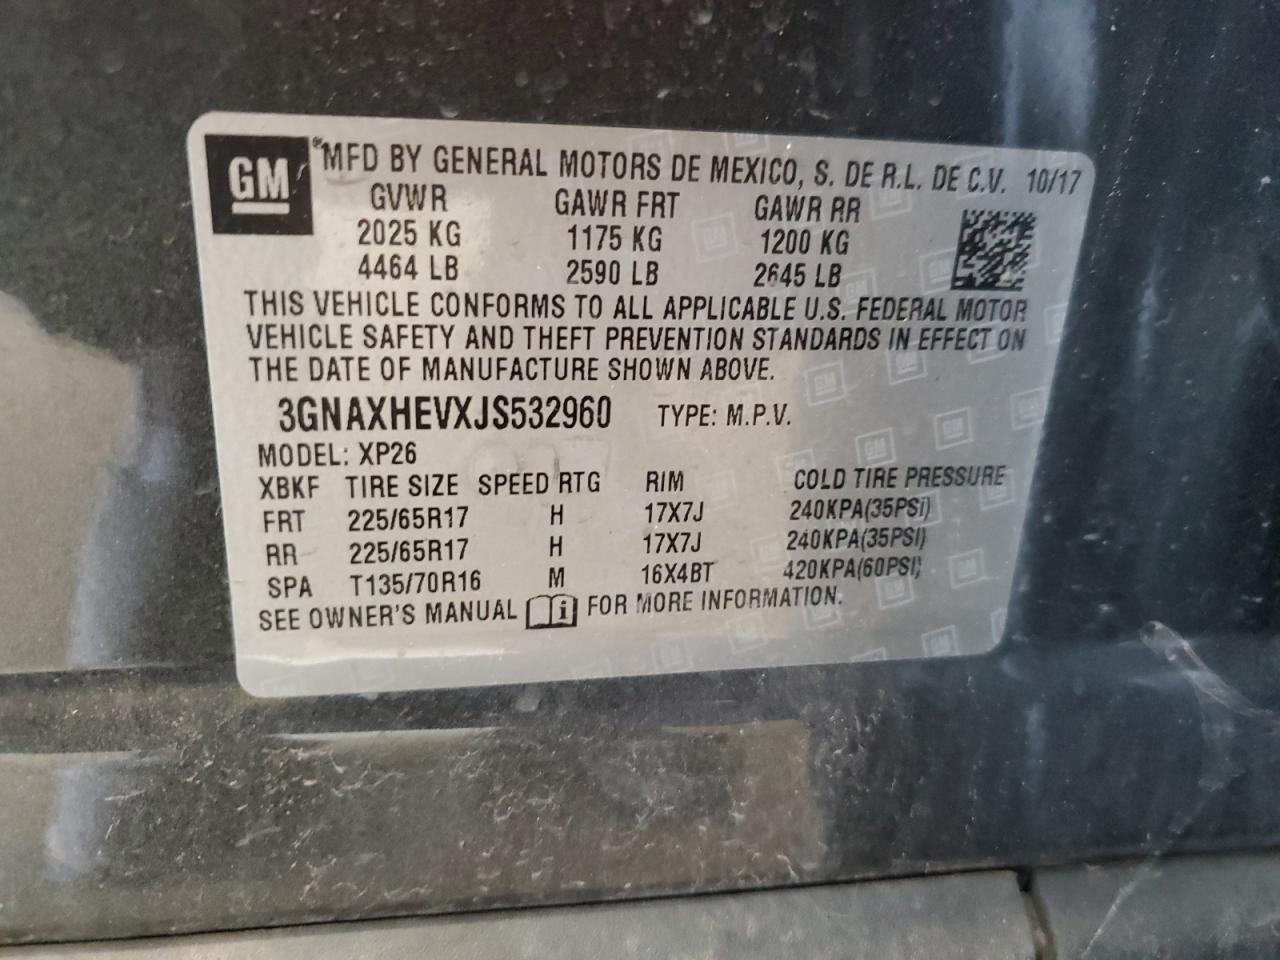 GM ®MFD BY GENERAL MOTORS DE MEXICO, S. DE R.L. DE C.V. 10/17
GVWR GAWR FRT GAWR RR
2025 KG 1175 KG 1200 KG
4464 LB 2590 LB 2645 LB
THIS VEHICLE CONFORMS TO ALL APPLICABLE U.S. FEDERAL MOTOR
VEHICLE SAFETY AND THEFT PREVENTION STANDARDS IN EFFECT ON
THE DATE OF MANUFACTURE SHOWN ABOVE.
3GNAXHEVXJS532960 TYPE: M.P.V.
MODEL: XP26
XBKF TIRE SIZE SPEED RTG RIM COLD TIRE PRESSURE
FRT 225/65R17 H 17X7J 240KPA(35PSI)
RR 225/65R17 H 17X7J 240KPA(35PSI)
SPA T135/70R16 M 16X4BT 420KPA(60PSI)
SEE OWNER'S MANUAL FOR MORE INFORMATION.